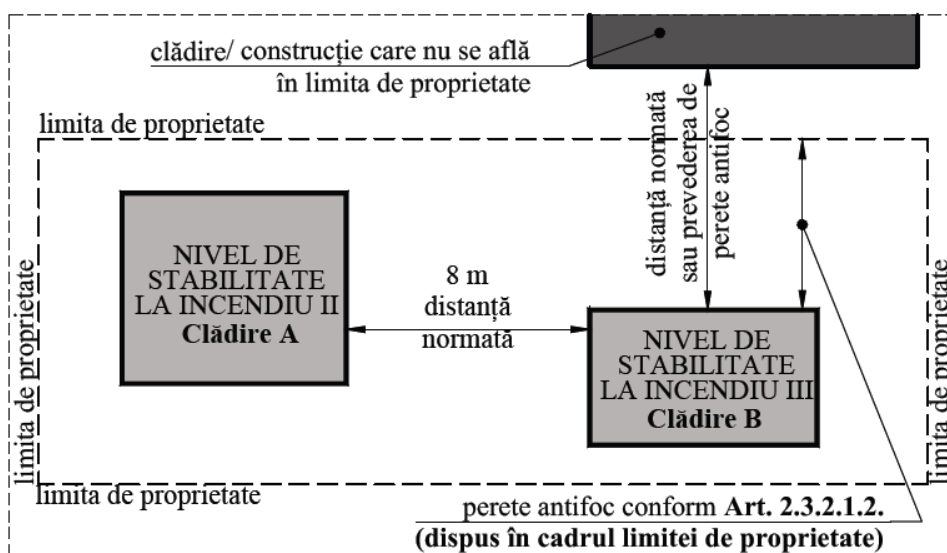 clădire/ construcție care nu se află
în limita de proprietate
limita de proprietate
distanță normată
sau prevederea de
perete antifoc
limita de proprietate
NIVEL DE
STABILITATE
LA INCENDIU II
Clădire A
8 m
distanță
normată
NIVEL DE
STABILITATE
LA INCENDIU III
Clădire B
limita de proprietate
limita de proprietate
perete antifoc conform Art. 2.3.2.1.2.
(dispus în cadrul limitei de proprietate)